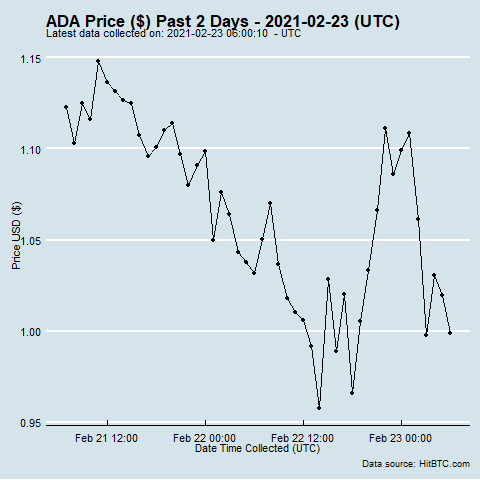 ADA Price ($) Past 2 Days - 2021-02-23 (UTC)
Latest data collected on: 2021-02-23 06:00:10  - UTC
1.15
1.10
1.05
1.00
0.95
Price USD ($)
Feb 21 12:00
Feb 22 00:00
Feb 22 12:00
Feb 23 00:00
Date Time Collected (UTC)
Data source: HitBTC.com